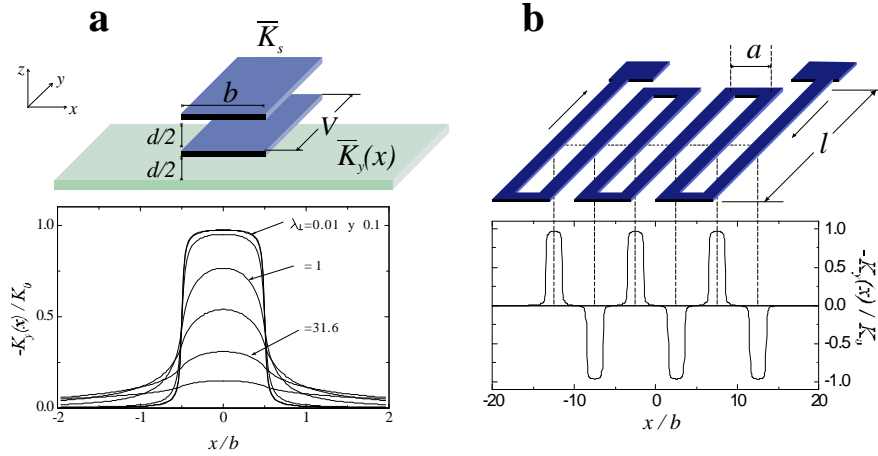 a
K̅s
z
y
x
b
d/2
V
d/2
K̅y(x)
-Ky(x) / K0
1.0
0.5
0.0
λ⊥=0.01 y 0.1
=1
=31.6
-2
-1
0
1
2
x/b
b
a
l
1.0
0.5
0.0
-0.5
-1.0
-Ky(x) / K0
-20
-10
0
10
20
x/b